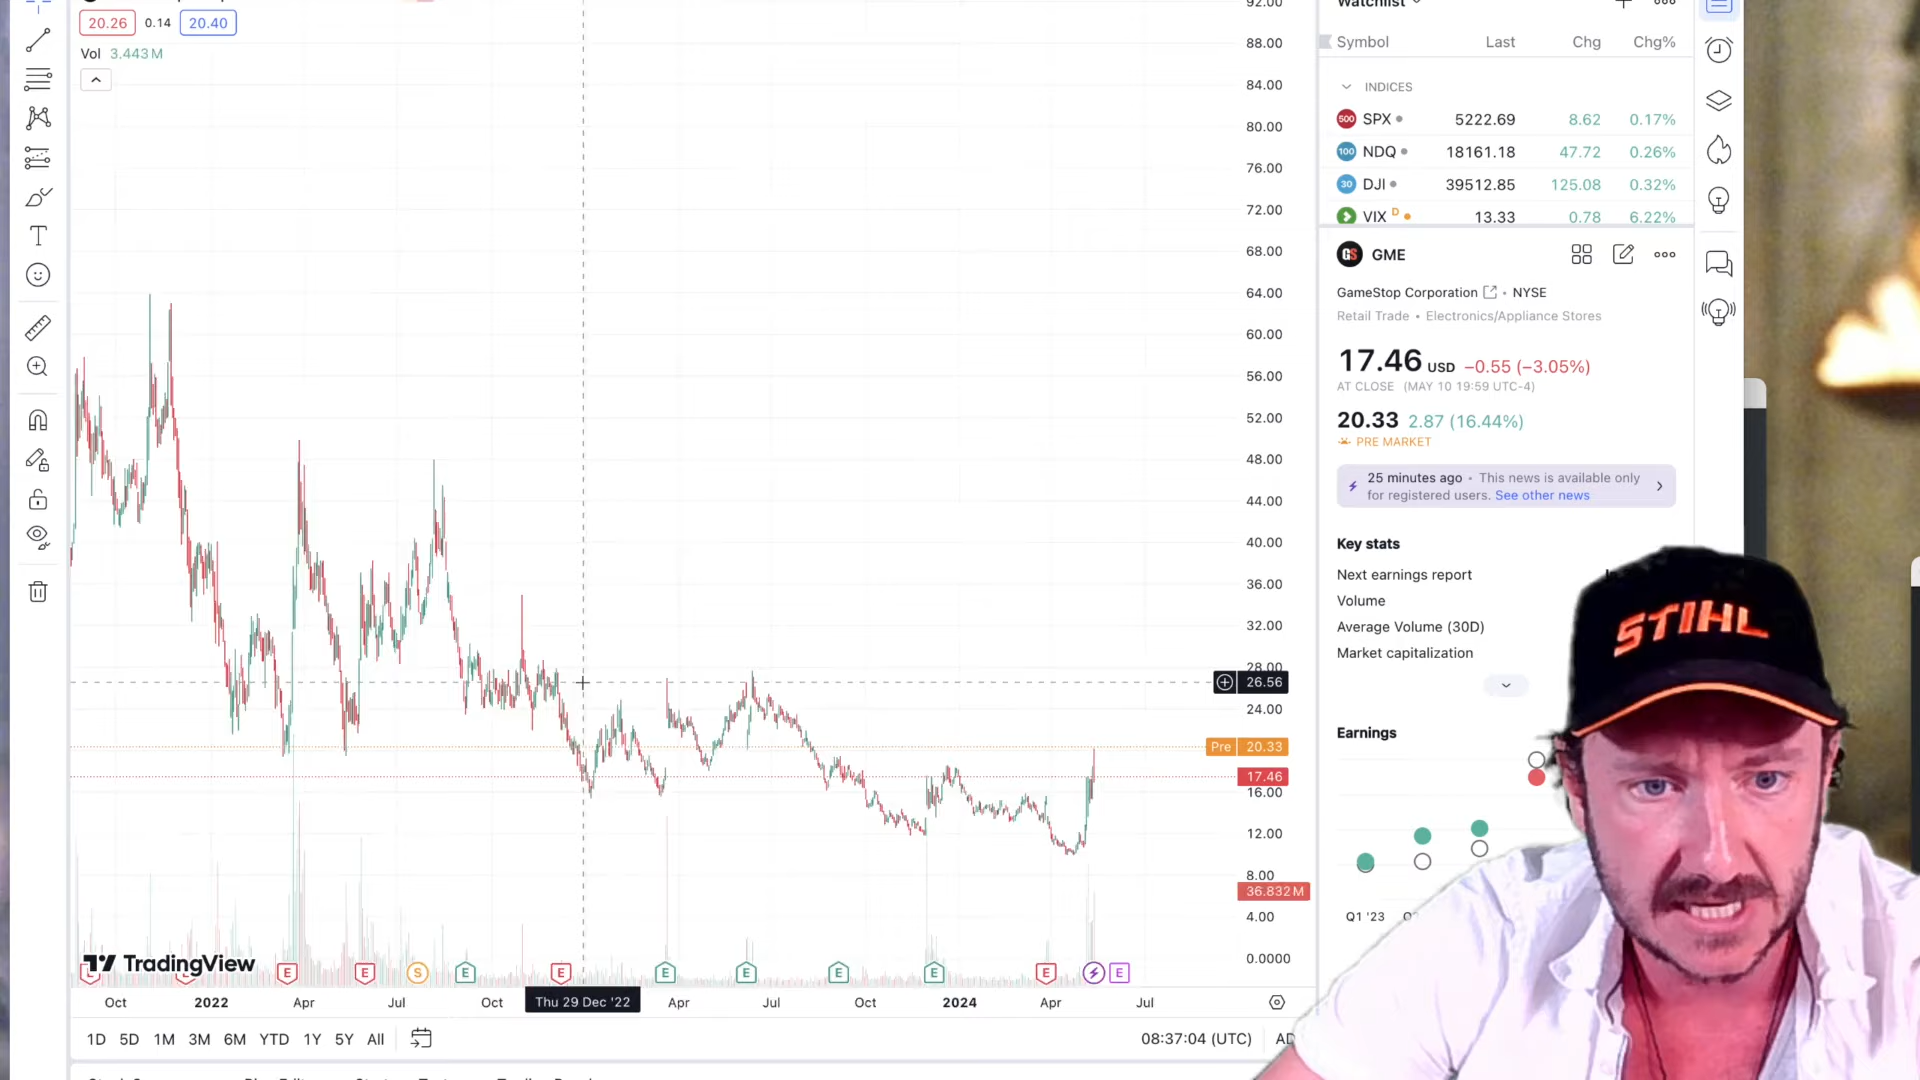 92.00
Watchlist
20.26 0.14 20.40
Vol 3.443M
88.00
84.00
80.00
76.00
72.00
68.00
64.00
60.00
56.00
52.00
48.00
44.00
40.00
36.00
32.00
28.00
26.56
24.00
Pre 20.33
17.46
16.00
12.00
8.00
36.832M
4.00
0.0000
TradingView
E E S E E E E E E E E
Oct 2022 Apr Jul Oct Thu 29 Dec '22 Apr Jul Oct 2024 Apr Jul
1D 5D 1M 3M 6M YTD 1Y 5Y All
08:37:04 (UTC)
Symbol Last Chg Chg%
INDICES
500 SPX 5222.69 8.62 0.17%
100 NDQ 18161.18 47.72 0.26%
30 DJI 39512.85 125.08 0.32%
VIX D 13.33 0.78 6.22%
GS GME
GameStop Corporation • NYSE
Retail Trade • Electronics/Appliance Stores
17.46 USD −0.55 (−3.05%)
AT CLOSE (MAY 10 19:59 UTC-4)
20.33 2.87 (16.44%)
PRE MARKET
25 minutes ago • This news is available only
for registered users. See other news
Key stats
Next earnings report
Volume
Average Volume (30D)
Market capitalization
Earnings
Q1 '23
STIHL